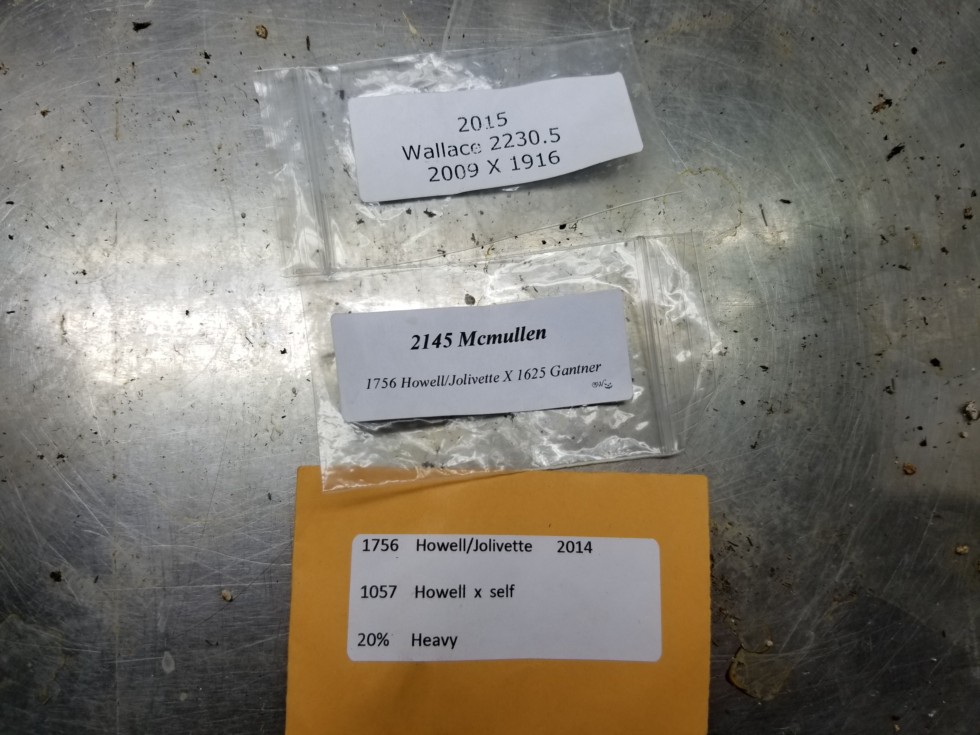 2015
Wallace 2230.5
2009 X 1916
2145 Mcmullen
1756 Howell/Jolivette X 1625 Gantner
1756 Howell/Jolivette 2014
1057 Howell x self
20% Heavy